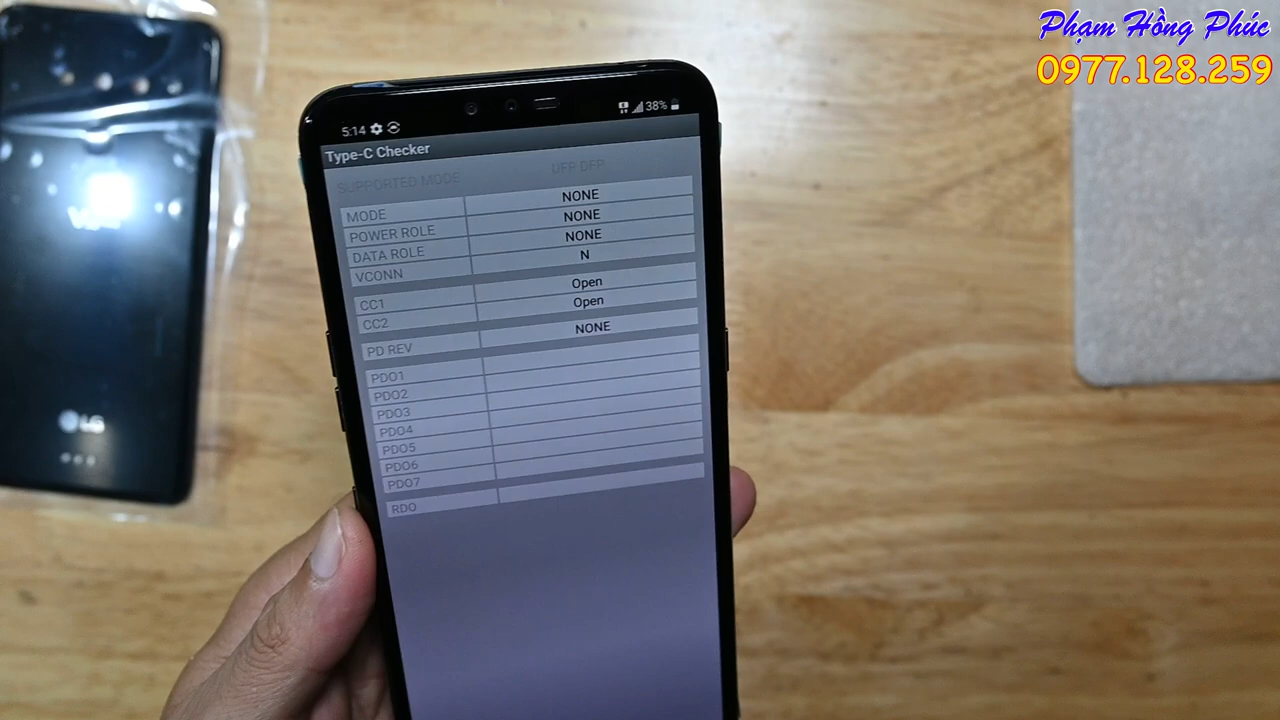 Phạm Hồng Phúc
0977.128.259
5:14 38%
Type-C Checker
SUPPORTED MODE UFP DFP
MODE NONE
POWER ROLE NONE
DATA ROLE NONE
VCONN N
CC1 Open
CC2 Open
PD REV NONE
PDO1
PDO2
PDO3
PDO4
PDO5
PDO6
PDO7
RDO
LG